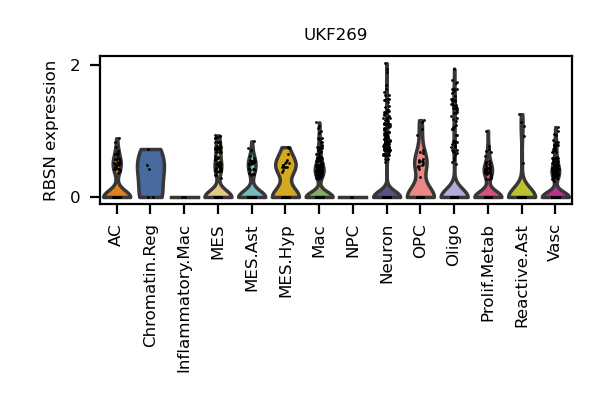 UKF269
RBSN expression
2
0
AC
Chromatin.Reg
Inflammatory.Mac
MES
MES.Ast
MES.Hyp
Mac
NPC
Neuron
OPC
Oligo
Prolif.Metab
Reactive.Ast
Vasc